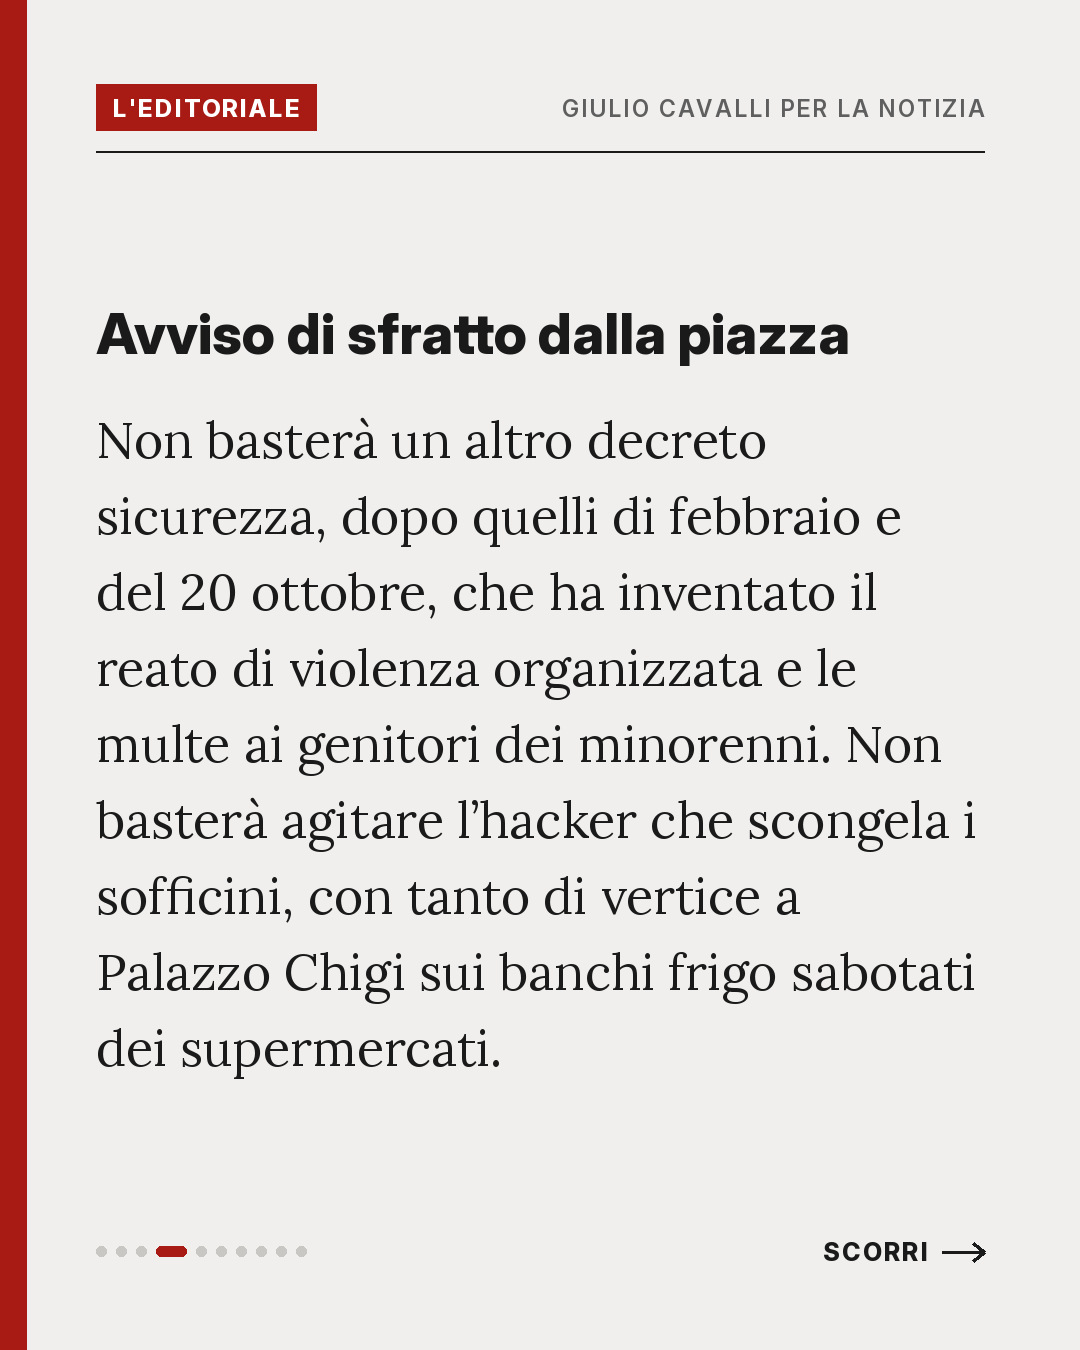 L'EDITORIALE
GIULIO CAVALLI PER LA NOTIZIA
Avviso di sfratto dalla piazza
Non basterà un altro decreto
sicurezza, dopo quelli di febbraio e
del 20 ottobre, che ha inventato il
reato di violenza organizzata e le
multe ai genitori dei minorenni. Non
basterà agitare l’hacker che scongela i
sofficini, con tanto di vertice a
Palazzo Chigi sui banchi frigo sabotati
dei supermercati.
SCORRI